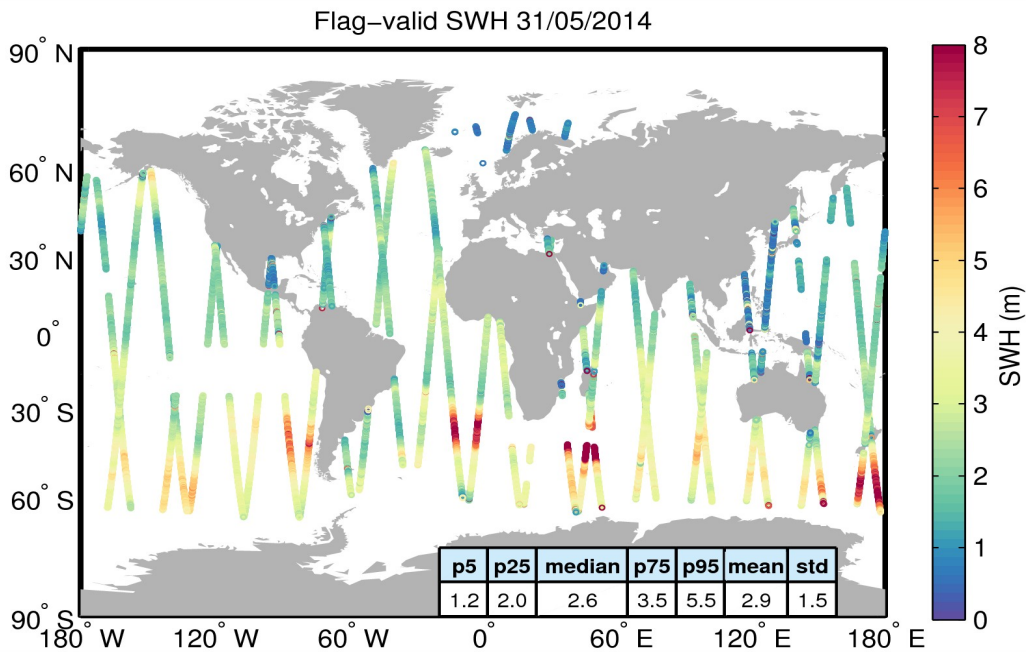 Flag−valid SWH 31/05/2014
90° N
60° N
30° N
0°
30° S
60° S
90° S
180° W
120° W
60° W
0°
60° E
120° E
180° E
p5 p25 median p75 p95 mean std
1.2 2.0 2.6 3.5 5.5 2.9 1.5
8
7
6
5
4
3
2
1
0
SWH (m)